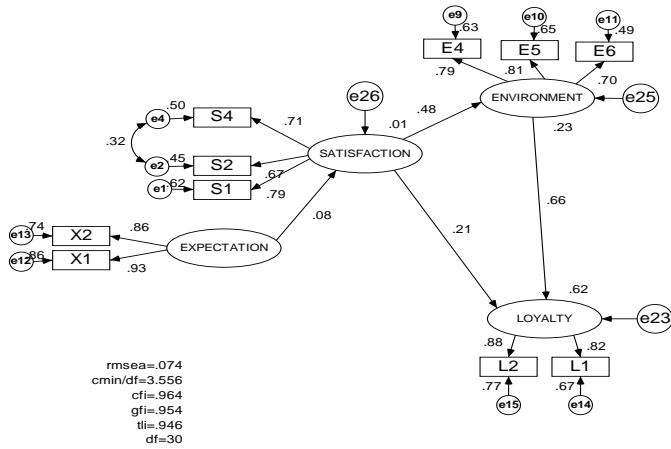 e9
e10
e11
.63
.65
.49
E4
E5
E6
.79
.81
.70
e26
ENVIRONMENT
e25
.48
.01
.23
.50
e4
S4
.71
.32
SATISFACTION
e2
.45
S2
.67
e1
.62
S1
.79
.66
.08
.21
.74
e13
X2
.86
EXPECTATION
.86
e12
X1
.93
.62
LOYALTY
e23
.88
.82
rmsea=.074
L2
L1
cmin/df=3.556
cfi=.964
.77
.67
gfi=.954
e15
e14
tli=.946
df=30